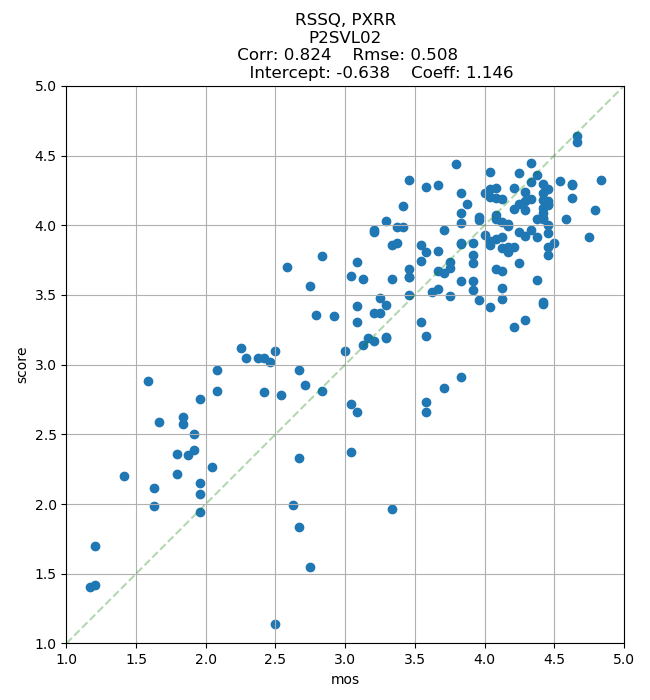 RSSQ, PXRR
P2SVL02
Corr: 0.824 Rmse: 0.508
Intercept: -0.638 Coeff: 1.146
5.0
4.5
4.0
3.5
3.0
2.5
2.0
1.5
1.0
score
1.0 1.5 2.0 2.5 3.0 3.5 4.0 4.5 5.0
mos